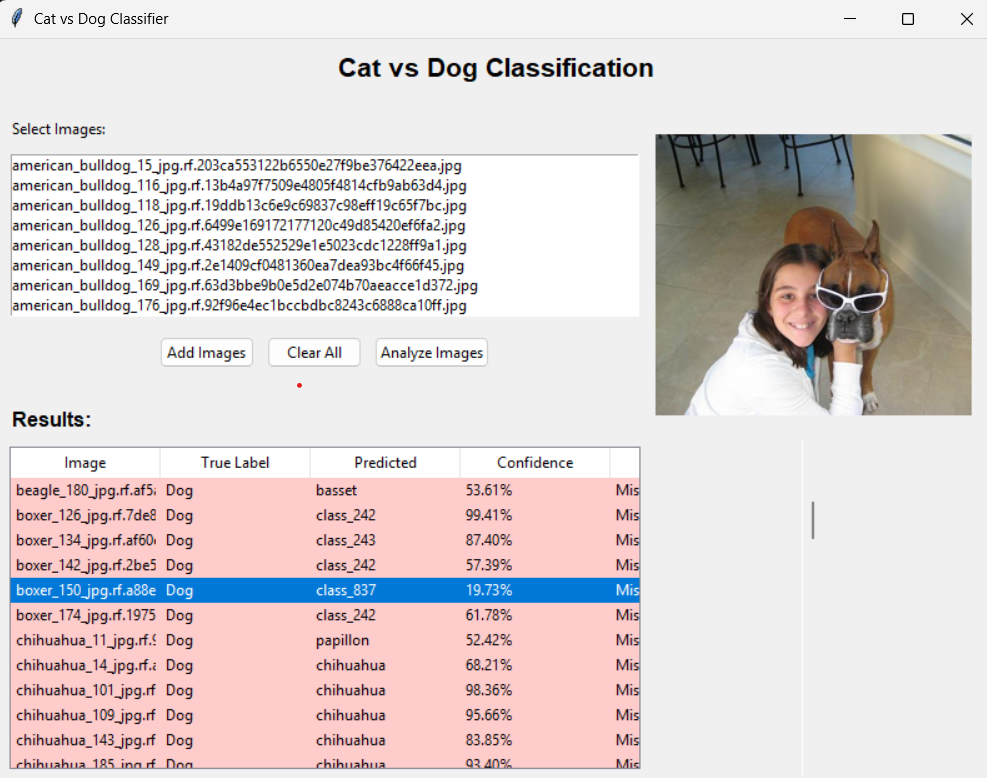 Cat vs Dog Classifier
Cat vs Dog Classification
Select Images:
american_bulldog_15_jpg.rf.203ca553122b6550e27f9be376422eea.jpg
american_bulldog_116_jpg.rf.13b4a97f7509e4805f4814cfb9ab63d4.jpg
american_bulldog_118_jpg.rf.19ddb13c6e9c69837c98eff19c65f7bc.jpg
american_bulldog_126_jpg.rf.6499e169172177120c49d85420ef6fa2.jpg
american_bulldog_128_jpg.rf.43182de552529e1e5023cdc1228ff9a1.jpg
american_bulldog_149_jpg.rf.2e1409cf0481360ea7dea93bc4f66f45.jpg
american_bulldog_169_jpg.rf.63d3bbe9b0e5d2e074b70aeacce1d372.jpg
american_bulldog_176_jpg.rf.92f96e4ec1bccbdbc8243c6888ca10ff.jpg
Add Images Clear All Analyze Images
Results:
Image True Label Predicted Confidence
beagle_180_jpg.rf.af5a Dog basset 53.61% Mis
boxer_126_jpg.rf.7de8 Dog class_242 99.41% Mis
boxer_134_jpg.rf.af60 Dog class_243 87.40% Mis
boxer_142_jpg.rf.2be5 Dog class_242 57.39% Mis
boxer_150_jpg.rf.a88e Dog class_837 19.73% Mis
boxer_174_jpg.rf.1975 Dog class_242 61.78% Mis
chihuahua_11_jpg.rf.9 Dog papillon 52.42% Mis
chihuahua_14_jpg.rf.a Dog chihuahua 68.21% Mis
chihuahua_101_jpg.rf Dog chihuahua 98.36% Mis
chihuahua_109_jpg.rf Dog chihuahua 95.66% Mis
chihuahua_143_jpg.rf Dog chihuahua 83.85% Mis
chihuahua_185_jpg.rf Dog chihuahua 93.40% Mis